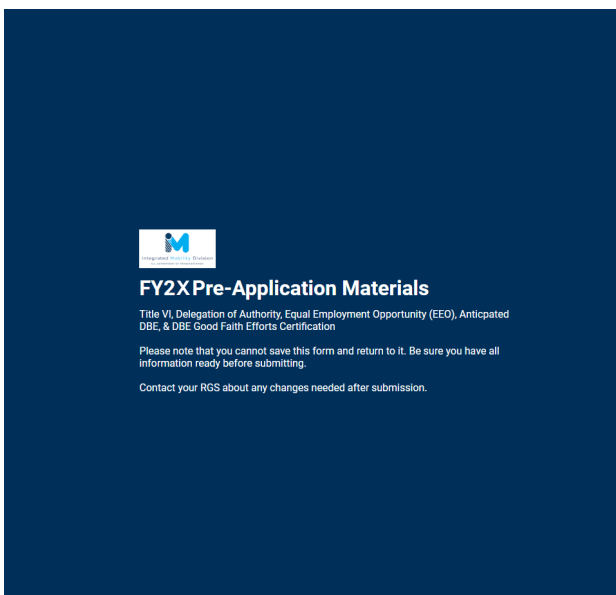 iM
Integrated Mobility Division
FY2X Pre-Application Materials
Title VI, Delegation of Authority, Equal Employment Opportunity (EEO), Anticpated
DBE, & DBE Good Faith Efforts Certification
Please note that you cannot save this form and return to it. Be sure you have all
information ready before submitting.
Contact your RGS about any changes needed after submission.